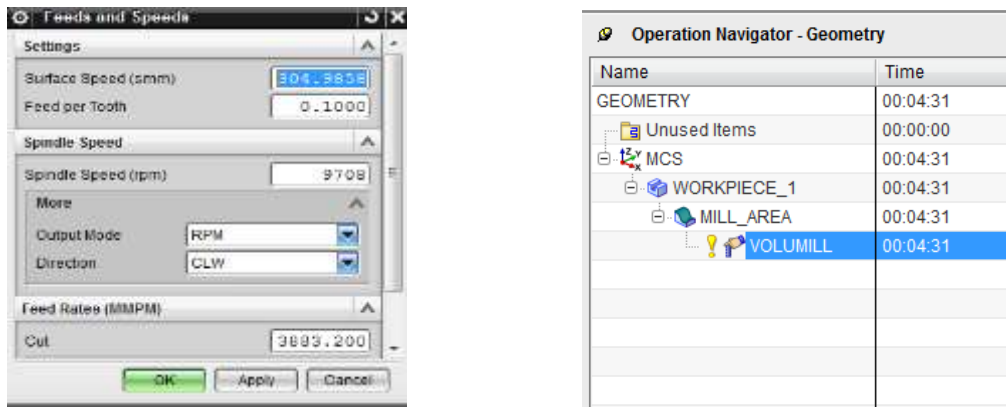 Feeds and Speeds
Settings
Surface Speed (smm) 304.9858
Feed per Tooth 0.1000
Spindle Speed
Spindle Speed (rpm) 9708
More
Output Mode RPM
Direction CLW
Feed Rates (MMPM)
Cut 3883.200
OK Apply Cancel
Operation Navigator - Geometry
Name Time
GEOMETRY 00:04:31
Unused Items 00:00:00
MCS 00:04:31
WORKPIECE_1 00:04:31
MILL_AREA 00:04:31
VOLUMILL 00:04:31